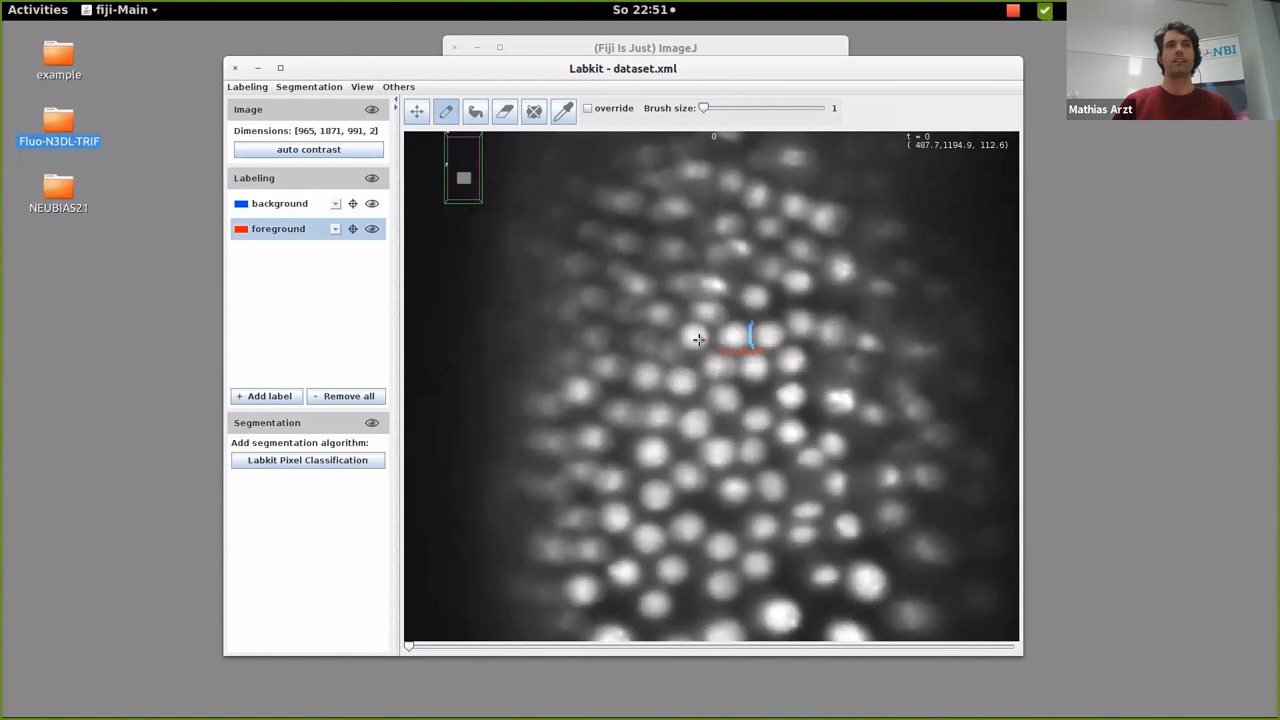 Activities fiji-Main So 22:51
example
Fluo-N3DL-TRIF
NEUBIAS21
(Fiji Is Just) ImageJ
Labkit - dataset.xml
Labeling Segmentation View Others
override Brush size: 1
Image
Dimensions: [965, 1871, 991, 2]
auto contrast
Labeling
background
foreground
+ Add label - Remove all
Segmentation
Add segmentation algorithm:
Labkit Pixel Classification
0
t = 0
( 487.7,1194.9, 112.6)
foreground
NBI
Mathias Arzt